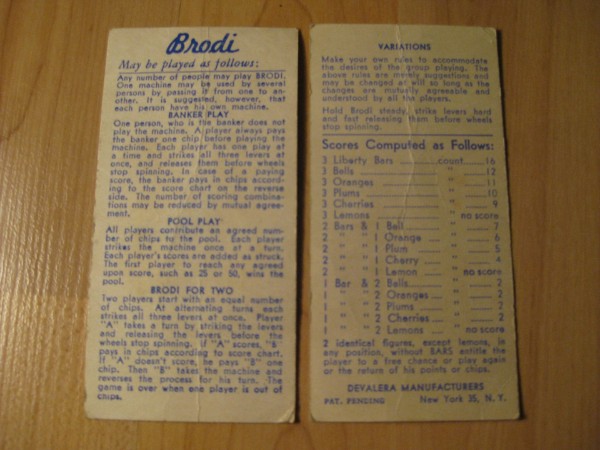 Brodi
May be played as follows:
Any number of people may play BRODI.
One machine may be used by several
persons by passing it from one to an-
other. It is suggested, however, that
each person have his own machine.
BANKER PLAY
One person, who is the banker does not
play the machine. A player always pays
the banker one chip before playing the
machine. Each player has one play at
a time and strikes all three levers at
once, and releases them before wheels
stop spinning. In case of a paying
score, the banker pays in chips accord-
ing to the score chart on the reverse
side. The number of scoring combina-
tions may be reduced by mutual agree-
ment.
POOL PLAY
All players contribute an agreed num-
ber of chips to the pool. Each player
strikes the machine once at a turn.
Each player's scores are added as struck.
The first player to reach any agreed
upon score, such as 25 or 50, wins the
pool.
BRODI FOR TWO
Two players start with an equal number
of chips. At alternating turns each
strikes all three levers at once. Player
"A" takes a turn by striking the levers
and releasing the levers before the
wheels stop spinning. If "A" scores, "B"
pays in chips according to score chart.
If "A" doesn't score, he pays "B" one
chip. Then "B" takes the machine and
reverses the process for his turn. The
game is over when one player is out of
chips.
VARIATIONS
Make your own rules to accommodate
the desires of the group playing. The
above rules are merely suggestions and
may be changed at will so long as the
changes are mutually agreeable and
understood by all the players.
Hold Brodi steady, strike levers hard
and fast releasing them before wheels
stop spinning.
Scores Computed as Follows:
3 Liberty Bars count 16
3 Bells " 12
3 Oranges " 11
3 Plums " 10
3 Cherries " 9
3 Lemons no score
2 Bars & 1 Bell " 7
2 " " 1 Orange " 6
2 " " 1 Plum " 5
2 " " 1 Cherry " 4
2 " " 1 Lemon no score
1 Bar & 2 Bells " 2
1 " " 2 Oranges " 2
1 " " 2 Plums " 2
1 " " 2 Cherries " 2
1 " " 2 Lemons no score
2 identical figures, except lemons, in
any position, without BARS entitle the
player to a free chance or play again
or the return of his points or chips.
DEVALERA MANUFACTURERS
PAT. PENDING New York 35, N. Y.